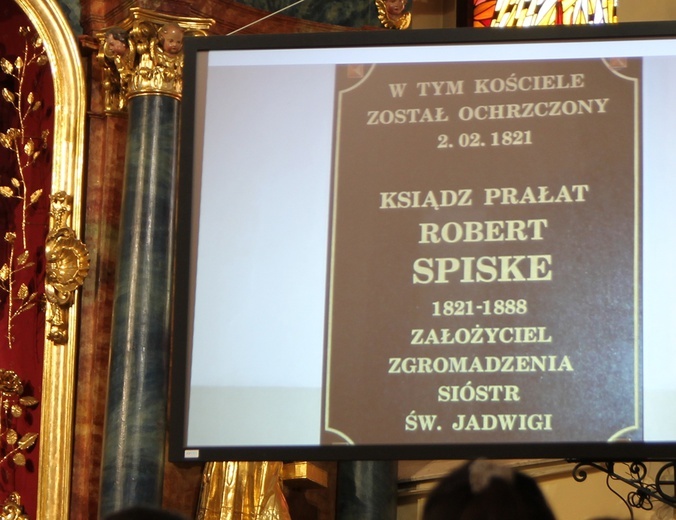 W TYM KOŚCIELE
ZOSTAŁ OCHRZCZONY
2. 02. 1821
KSIĄDZ PRAŁAT
ROBERT
SPISKE
1821-1888
ZAŁOŻYCIEL
ZGROMADZENIA
SIÓSTR
ŚW. JADWIGI